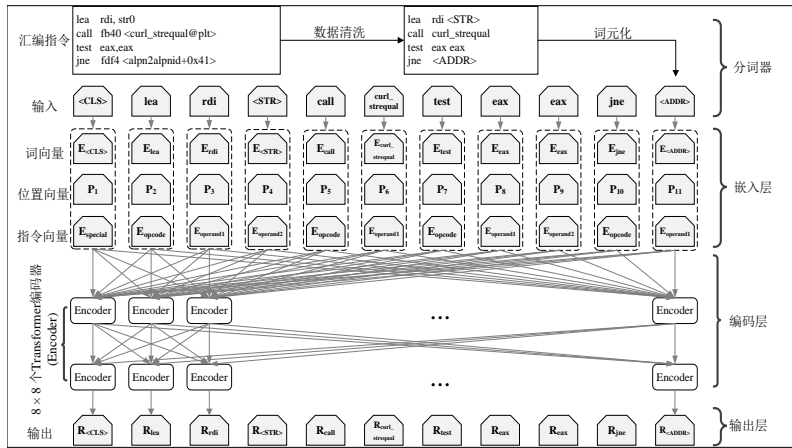 汇编指令
lea rdi, str0
call fb40 <curl_strequal@plt>
test eax,eax
jne fdf4 <alpn2alpnid+0x41>
数据清洗
lea rdi <STR>
call curl_strequal
test eax eax
jne <ADDR>
词元化
分词器
输入 <CLS> lea rdi <STR> call curl_strequal test eax eax jne <ADDR>
词向量 E<CLS> Elea Erdi E<STR> Ecall Ecurl_strequal Etest Eeax Eeax Ejne E<ADDR>
位置向量 P1 P2 P3 P4 P5 P6 P7 P8 P9 P10 P11
嵌入层
指令向量 Especial Eopcode Eoperand1 Eoperand2 Eopcode Eoperand1 Eopcode Eoperand1 Eoperand2 Eopcode Eoperand1
8×8个Transformer编码器
(Encoder)
Encoder Encoder Encoder ... Encoder
编码层
Encoder Encoder Encoder ... Encoder
输出 R<CLS> Rlea Rrdi R<STR> Rcall Rcurl_strequal Rtest Reax Reax Rjne R<ADDR>
输出层